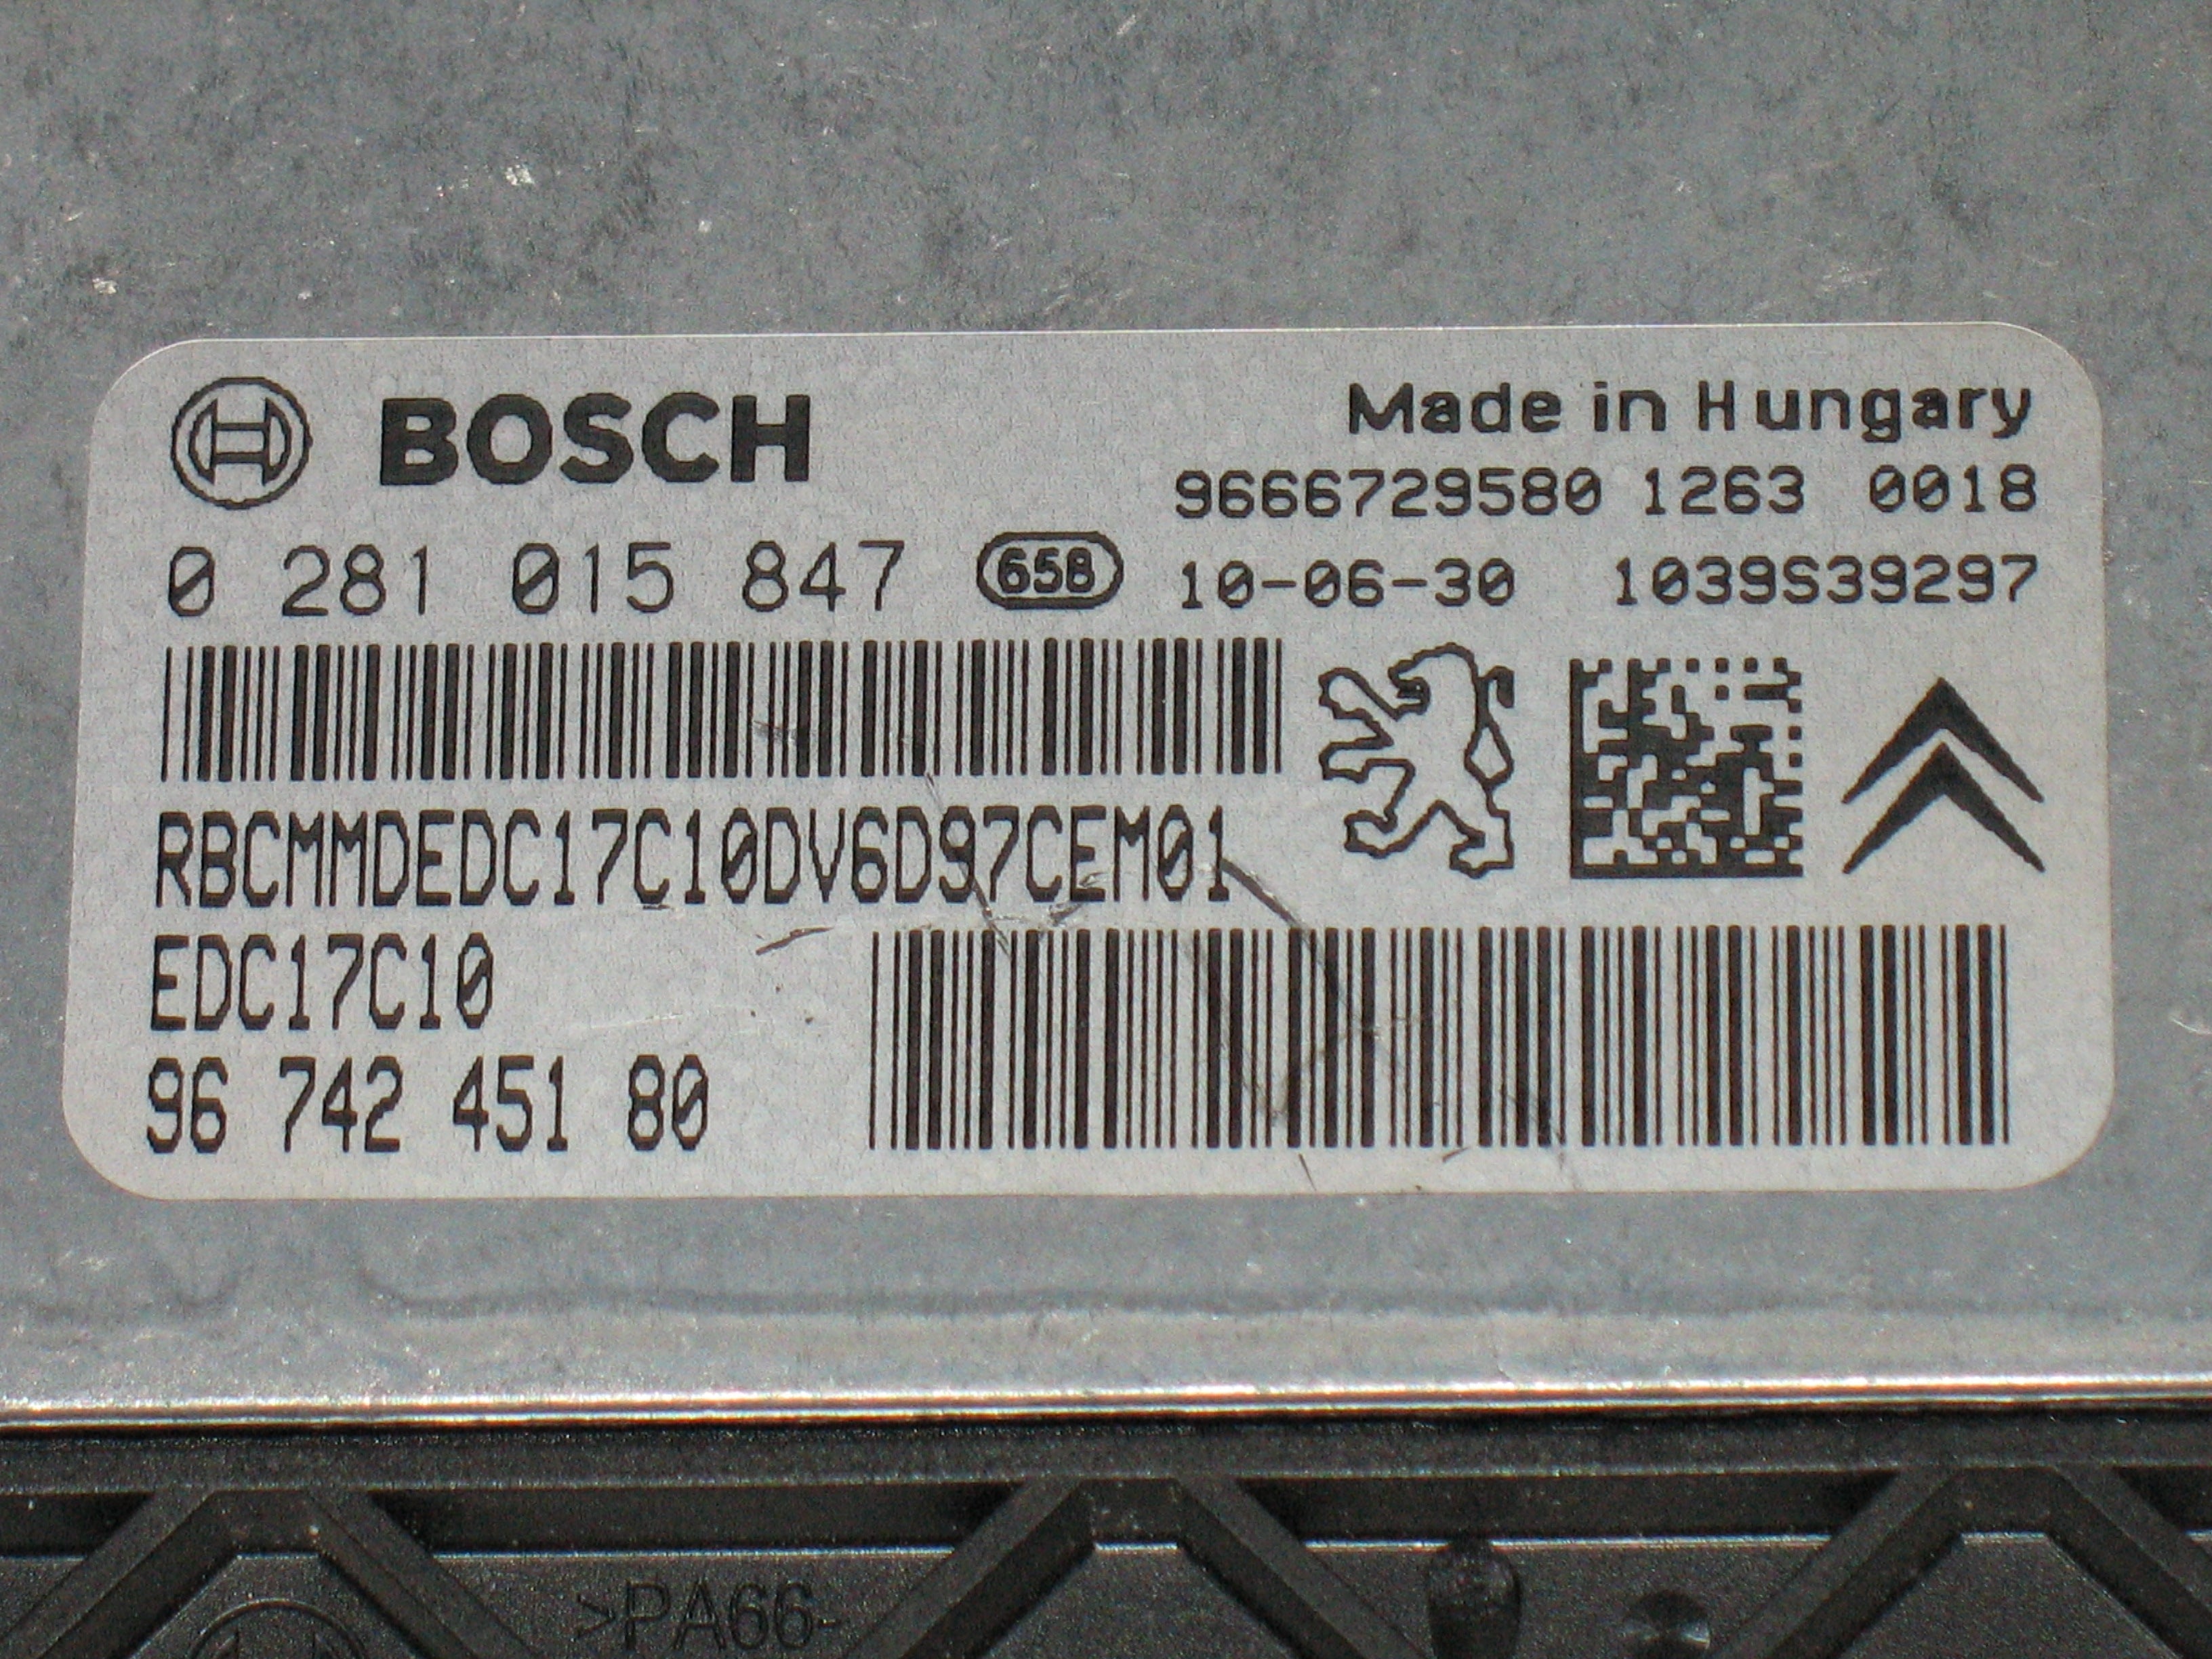 BOSCH
Made in Hungary
9666729580 1263 0018
0 281 015 847 658 10-06-30 1039S39297
RBCMMDEDC17C10DV6D97CEM01
EDC17C10
96 742 451 80
>PA66-